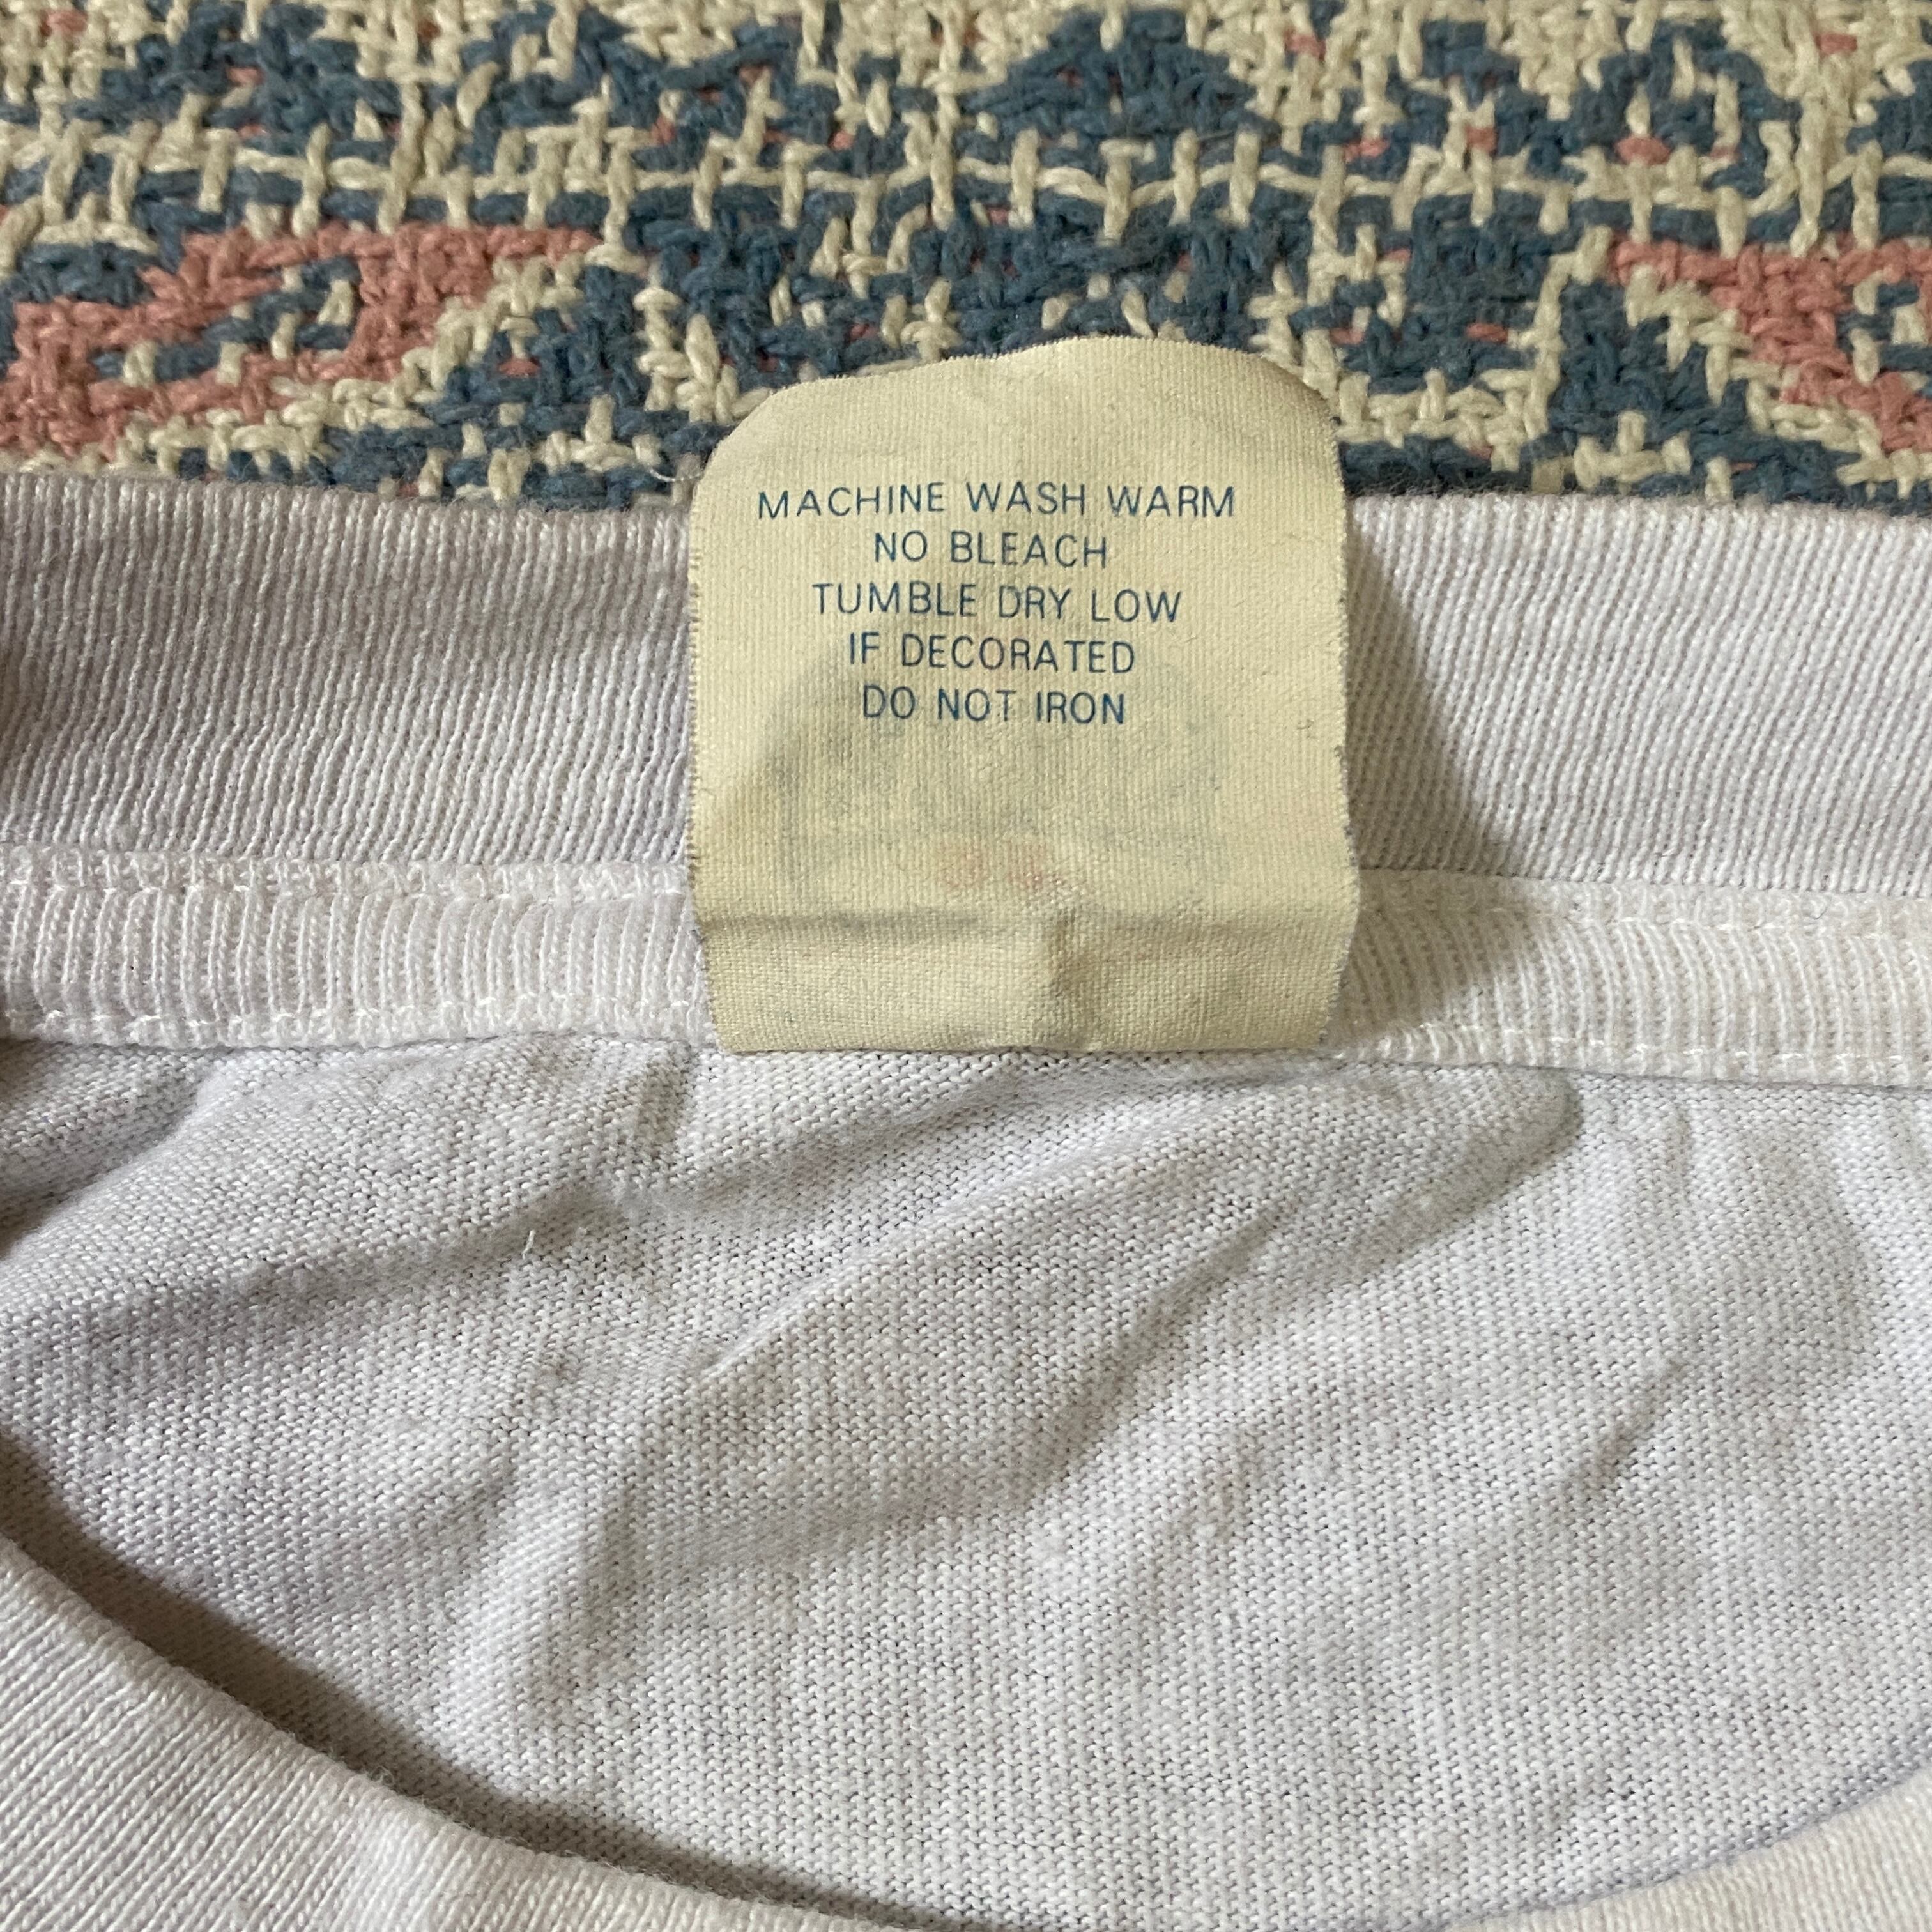 MACHINE WASH WARM
NO BLEACH
TUMBLE DRY LOW
IF DECORATED
DO NOT IRON